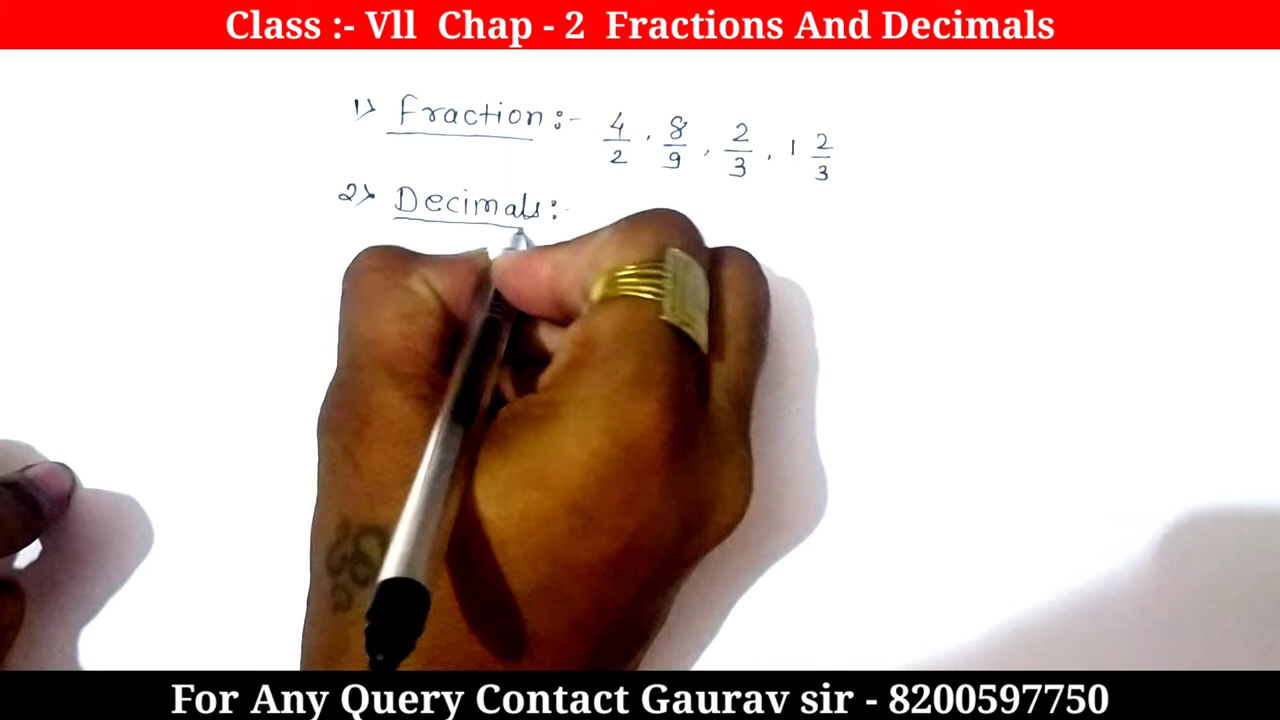 Class :- Vll Chap - 2 Fractions And Decimals
1) Fraction :- 4/2 , 8/9 , 2/3 , 1 2/3
2) Decimals :-
For Any Query Contact Gaurav sir - 8200597750